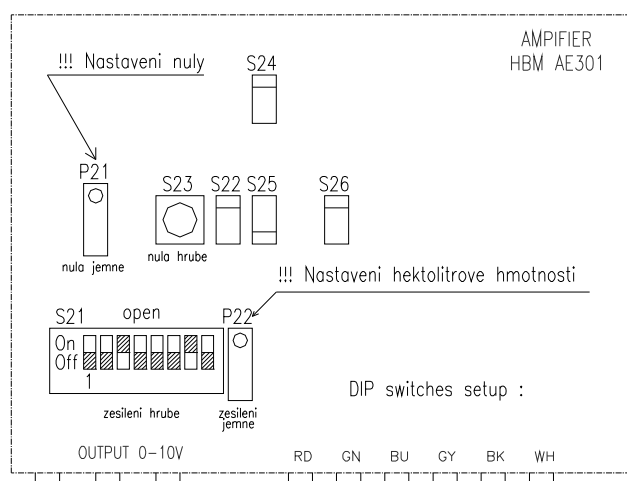 AMPIFIER
HBM AE301
!!! Nastaveni nuly
S24
P21
S23 S22 S25 S26
nula jemne
nula hrube
!!! Nastaveni hektolitrove hmotnosti
S21 open P22
On
Off
1
DIP switches setup :
zesileni hrube
zesileni
jemne
OUTPUT 0-10V
RD GN BU GY BK WH